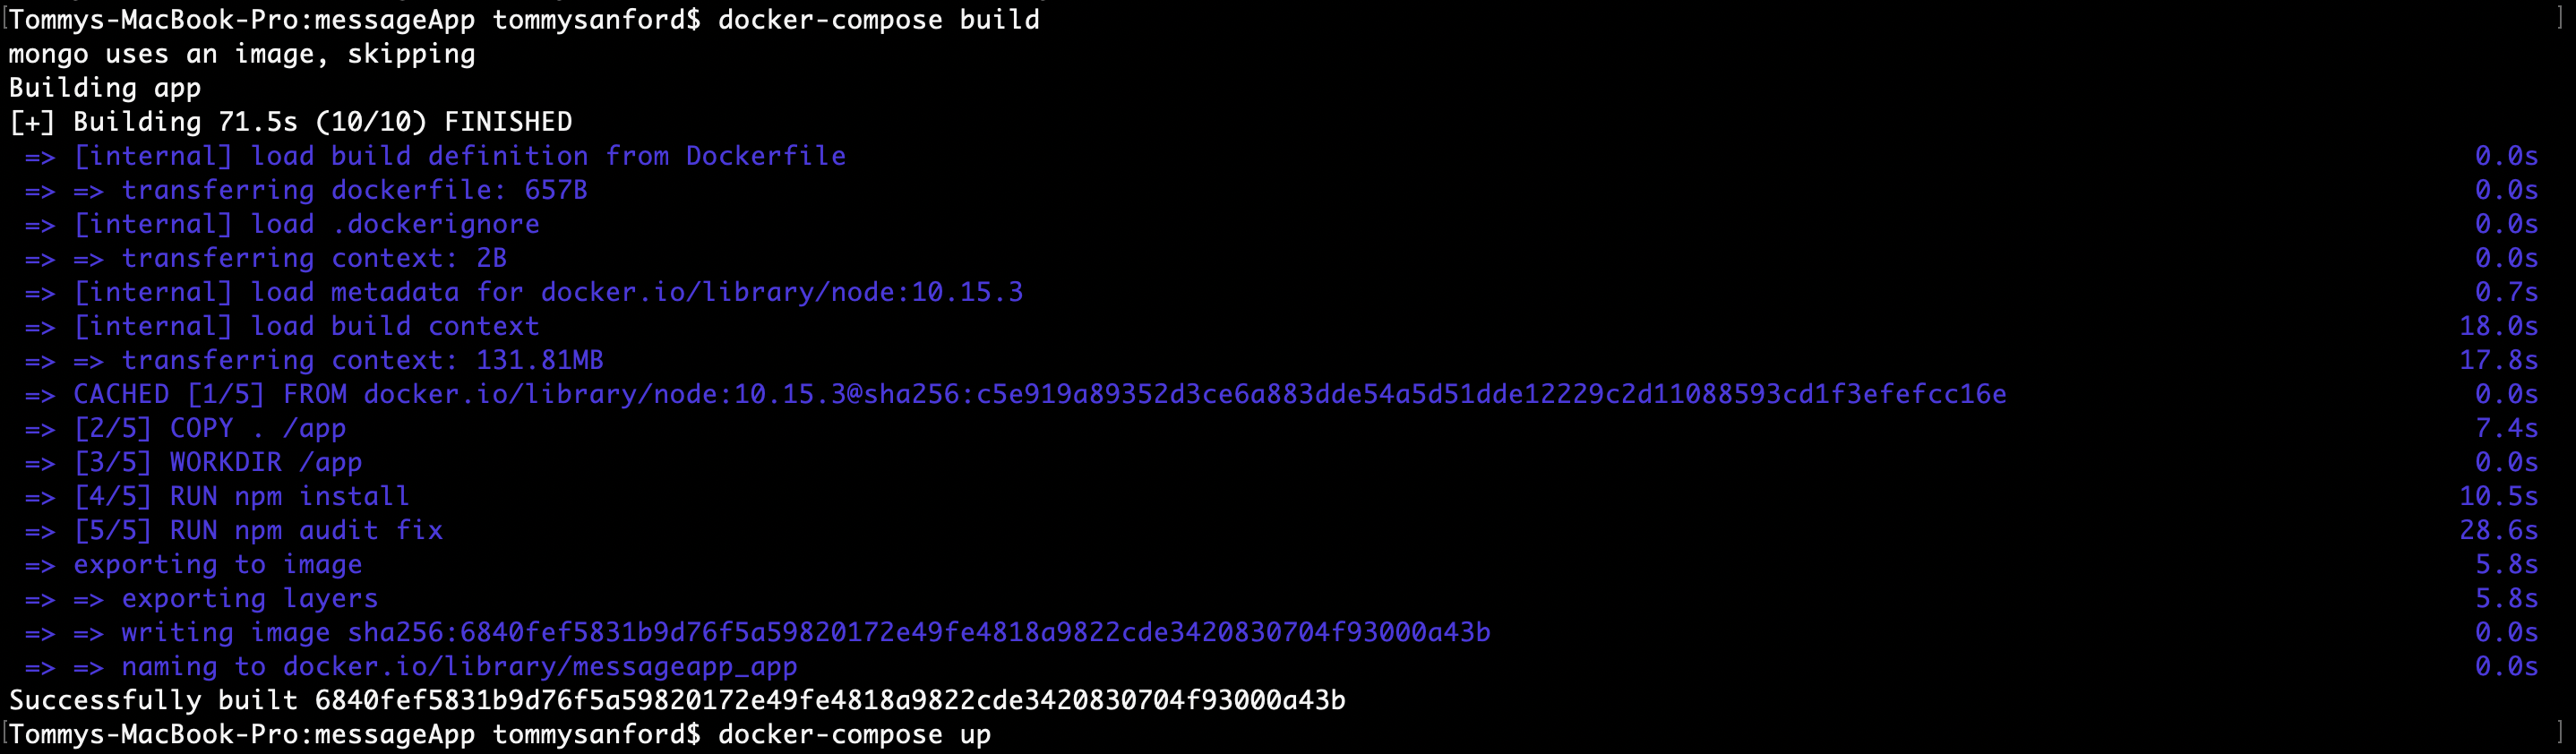 [Tommys-MacBook-Pro:messageApp tommysanford$ docker-compose build ]
mongo uses an image, skipping
Building app
[+] Building 71.5s (10/10) FINISHED
=> [internal] load build definition from Dockerfile 0.0s
=> => transferring dockerfile: 657B 0.0s
=> [internal] load .dockerignore 0.0s
=> => transferring context: 2B 0.0s
=> [internal] load metadata for docker.io/library/node:10.15.3 0.7s
=> [internal] load build context 18.0s
=> => transferring context: 131.81MB 17.8s
=> CACHED [1/5] FROM docker.io/library/node:10.15.3@sha256:c5e919a89352d3ce6a883dde54a5d51dde12229c2d11088593cd1f3efefcc16e 0.0s
=> [2/5] COPY . /app 7.4s
=> [3/5] WORKDIR /app 0.0s
=> [4/5] RUN npm install 10.5s
=> [5/5] RUN npm audit fix 28.6s
=> exporting to image 5.8s
=> => exporting layers 5.8s
=> => writing image sha256:6840fef5831b9d76f5a59820172e49fe4818a9822cde3420830704f93000a43b 0.0s
=> => naming to docker.io/library/messageapp_app 0.0s
Successfully built 6840fef5831b9d76f5a59820172e49fe4818a9822cde3420830704f93000a43b
[Tommys-MacBook-Pro:messageApp tommysanford$ docker-compose up ]